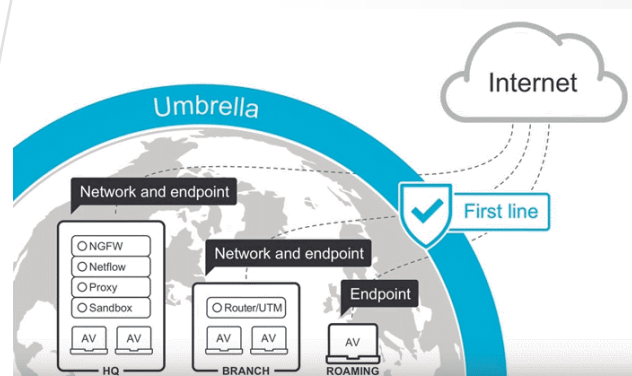 Internet
Umbrella
First line
Network and endpoint
NGFW
Netflow
Proxy
Sandbox
AV AV
HQ
Network and endpoint
Router/UTM
AV AV
BRANCH
Endpoint
AV
ROAMING